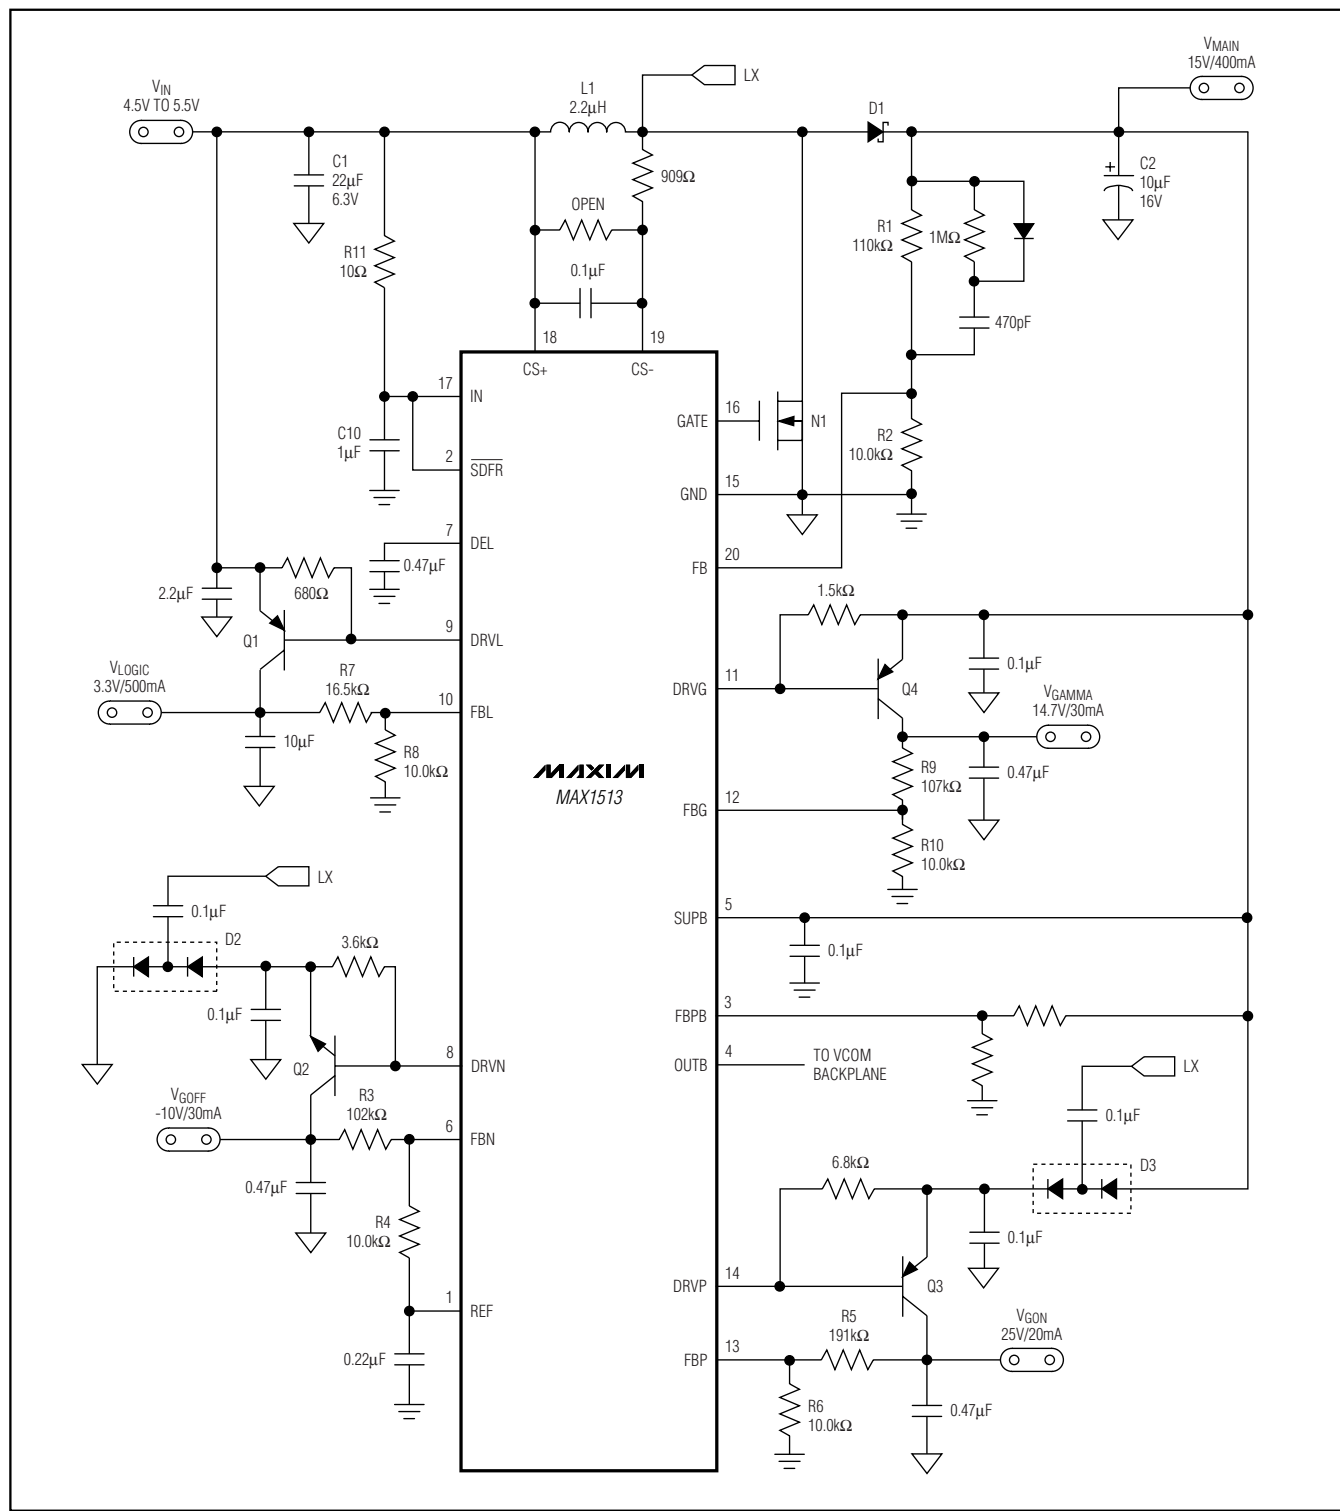 VIN
4.5V TO 5.5V
L1
2.2µH
LX
VMAIN
15V/400mA
D1
C1
22µF
6.3V
909Ω
OPEN
0.1µF
R11
10Ω
R1
110kΩ
1MΩ
470pF
+
C2
10µF
16V
18
19
CS+
CS-
17
IN
C10
1µF
2
SDFR
16
GATE
N1
R2
10.0kΩ
15
GND
7
DEL
0.47µF
20
FB
2.2µF
680Ω
Q1
9
DRVL
1.5kΩ
0.1µF
11
DRVG
Q4
VLOGIC
3.3V/500mA
R7
16.5kΩ
10
FBL
10µF
R8
10.0kΩ
VGAMMA
14.7V/30mA
R9
107kΩ
0.47µF
MAXIM
MAX1513
12
FBG
R10
10.0kΩ
LX
0.1µF
D2
3.6kΩ
0.1µF
5
SUPB
0.1µF
3
FBPB
4
OUTB
TO VCOM
BACKPLANE
LX
0.1µF
Q2
8
DRVN
VGOFF
-10V/30mA
R3
102kΩ
6
FBN
0.47µF
R4
10.0kΩ
6.8kΩ
D3
0.1µF
14
DRVP
Q3
1
REF
0.22µF
R5
191kΩ
VGON
25V/20mA
13
FBP
R6
10.0kΩ
0.47µF